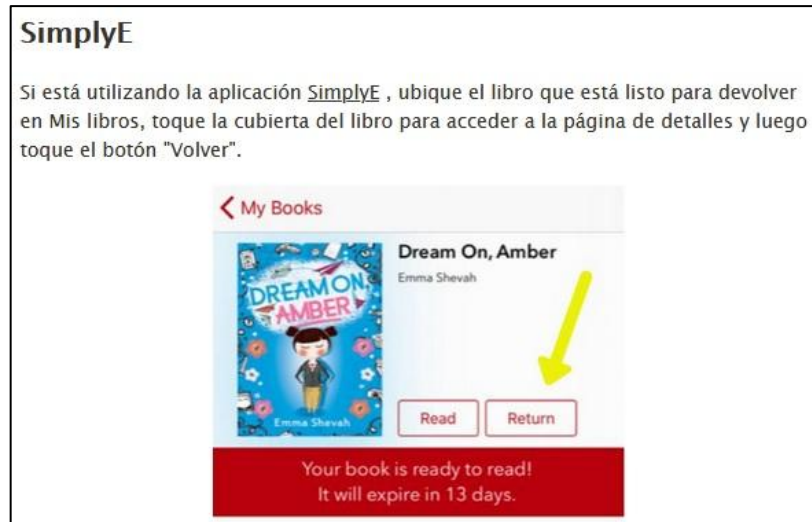 SimplyE
Si está utilizando la aplicación SimplyE , ubique el libro que está listo para devolver
en Mis libros, toque la cubierta del libro para acceder a la página de detalles y luego
toque el botón "Volver".
My Books
Dream On, Amber
Emma Shevah
DREAM ON,
AMBER
Emma Shevah
Read
Return
Your book is ready to read!
It will expire in 13 days.